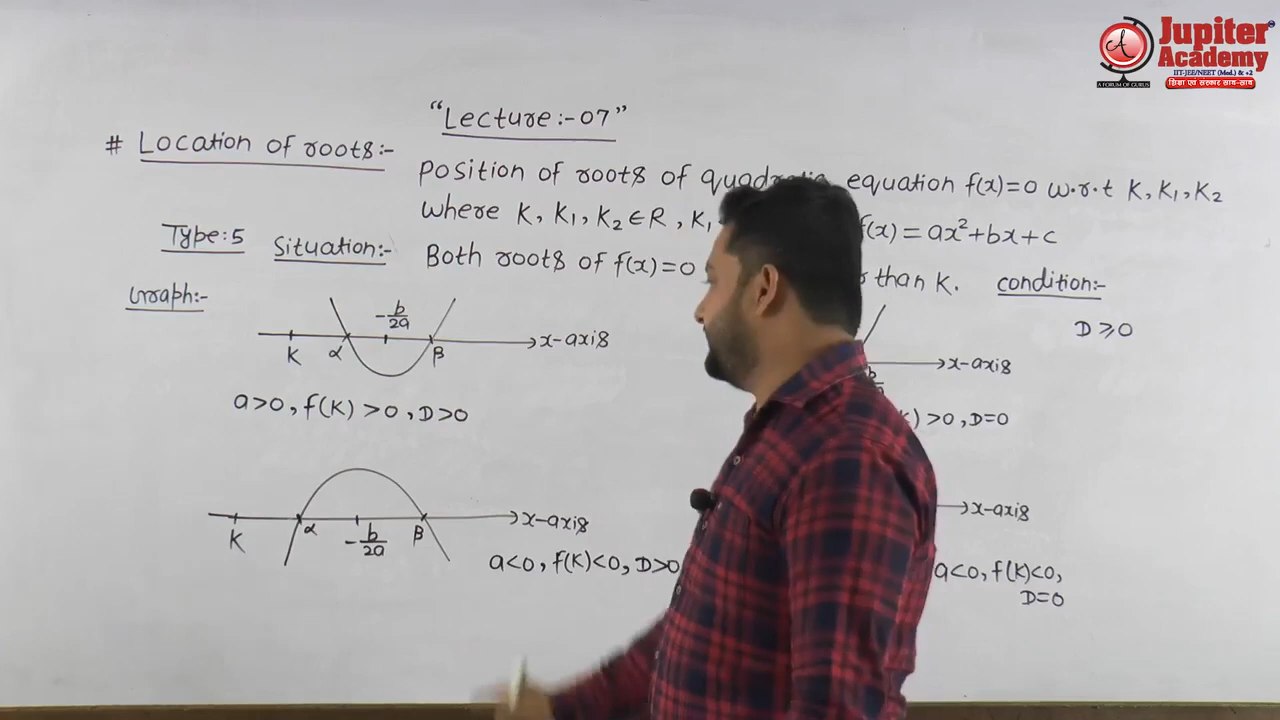 Jupiter
Academy
IIT-JEE/NEET (Med.) & +2
शिक्षा एवं संस्कार साथ-साथ
A FORUM OF GURUS
"Lecture:-07"
# Location of roots:-
Position of roots of quadratic equation f(x)=0 w.r.t K, K₁, K₂
where K, K₁, K₂ ∈ R, K₁ f(x) = ax²+bx+c
Type:5 Situation:- Both roots of f(x)=0 than K. condition:-
Graph:-
D ⩾ 0
-b/2a
K α β x-axis
x-axis
a>0, f(K)>0, D>0
) >0, D=0
x-axis
K α -b/2a β
x-axis
a<0, f(K)<0, D>0
a<0, f(K)<0,
D=0